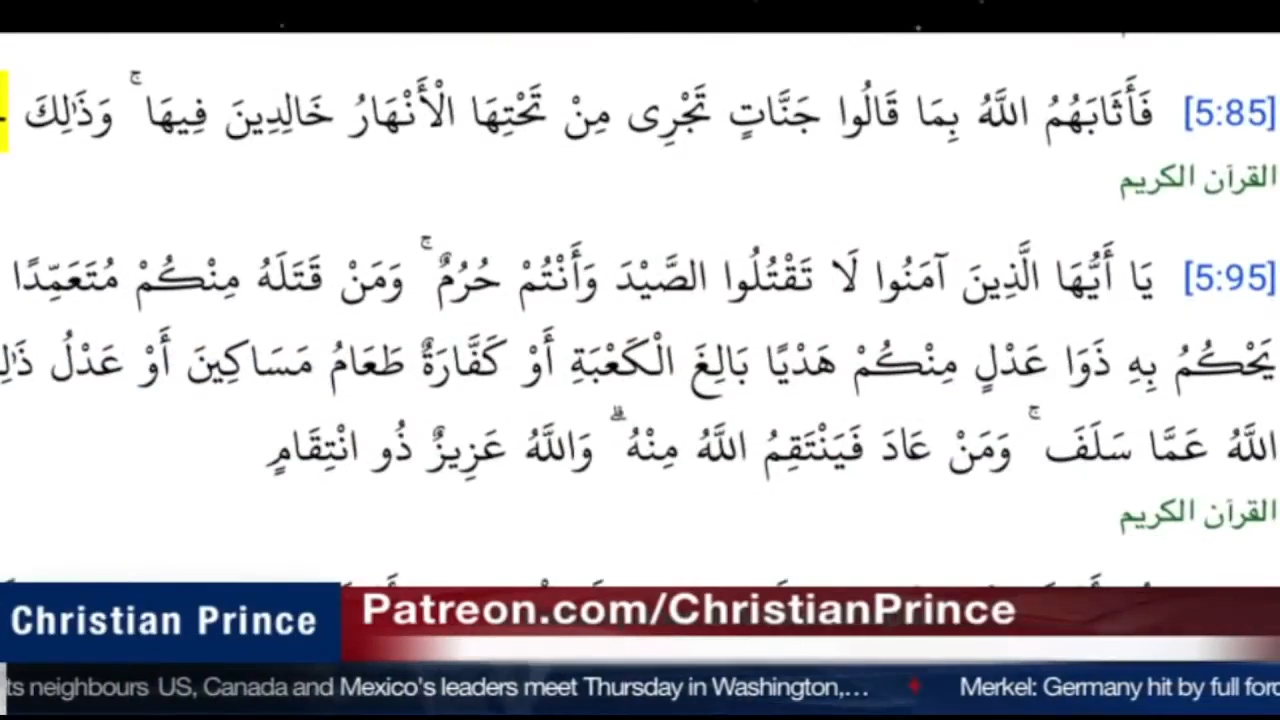 [5:85] فَأَثَابَهُمُ اللَّهُ بِمَا قَالُوا جَنَّاتٍ تَجْرِى مِنْ تَحْتِهَا الْأَنْهَارُ خَالِدِينَ فِيهَا ۚ وَذَٰلِكَ
القرآن الكريم
[5:95] يَا أَيُّهَا الَّذِينَ آمَنُوا لَا تَقْتُلُوا الصَّيْدَ وَأَنْتُمْ حُرُمٌ ۚ وَمَنْ قَتَلَهُ مِنْكُمْ مُتَعَمِّدًا
يَحْكُمُ بِهِ ذَوَا عَدْلٍ مِنْكُمْ هَدْيًا بَالِغَ الْكَعْبَةِ أَوْ كَفَّارَةٌ طَعَامُ مَسَاكِينَ أَوْ عَدْلُ
اللَّهُ عَمَّا سَلَفَ ۚ وَمَنْ عَادَ فَيَنْتَقِمُ اللَّهُ مِنْهُ ۗ وَاللَّهُ عَزِيزٌ ذُو انْتِقَامٍ
القرآن الكريم
Christian Prince
Patreon.com/ChristianPrince
ts neighbours US, Canada and Mexico's leaders meet Thursday in Washington,... Merkel: Germany hit by full